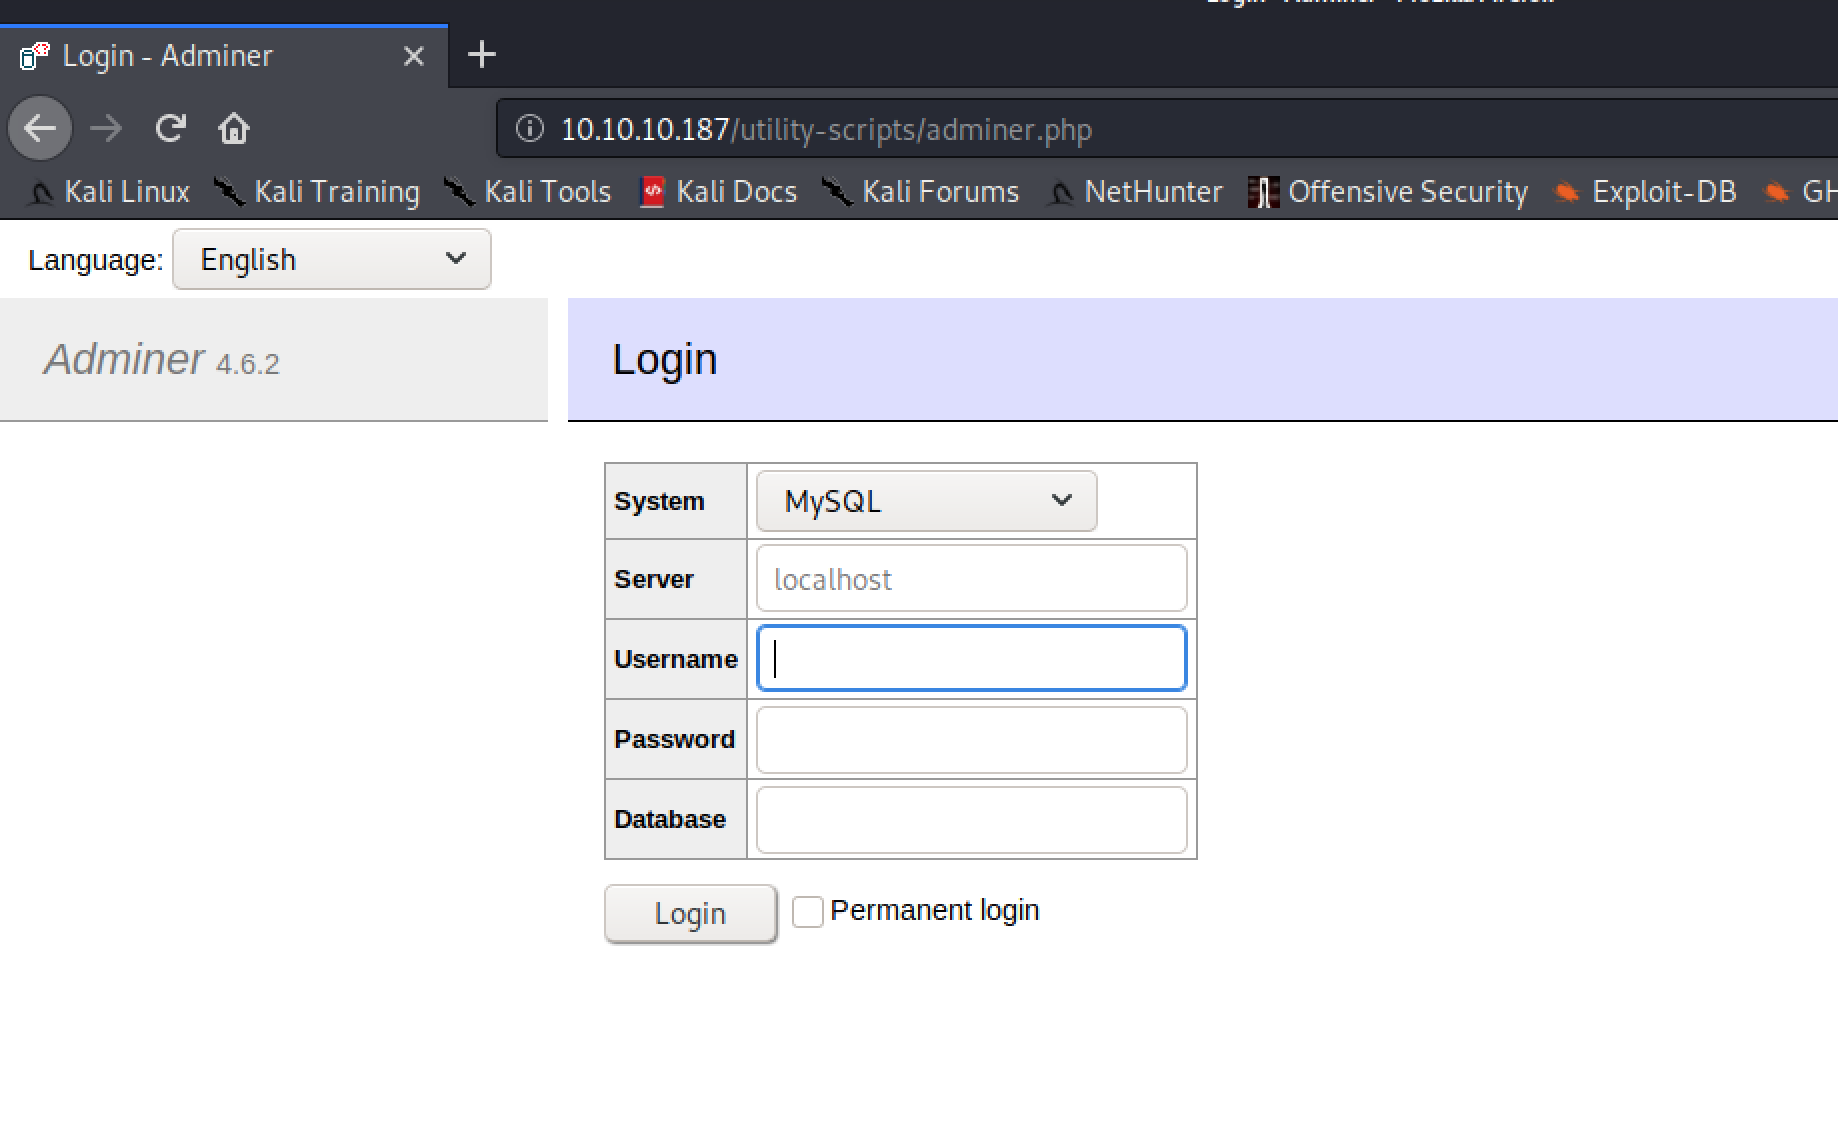 Login - Adminer
10.10.10.187/utility-scripts/adminer.php
Kali Linux Kali Training Kali Tools Kali Docs Kali Forums NetHunter Offensive Security Exploit-DB GH
Language: English
Adminer 4.6.2
Login
System MySQL
Server localhost
Username
Password
Database
Login Permanent login